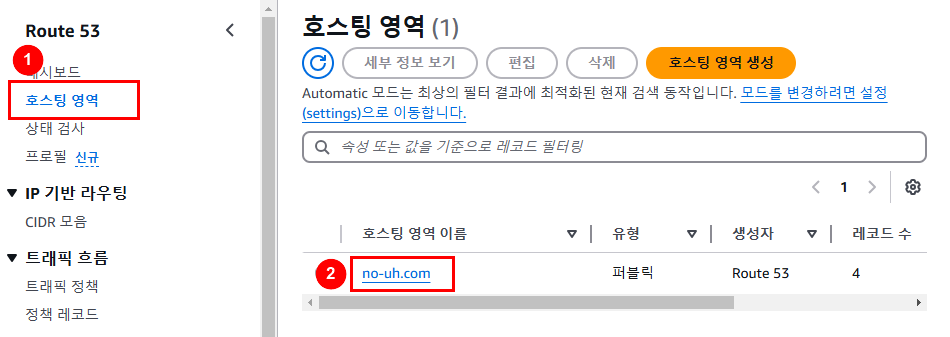 Route 53
1
대시보드
호스팅 영역
상태 검사
프로필 신규
IP 기반 라우팅
CIDR 모음
트래픽 흐름
트래픽 정책
정책 레코드
호스팅 영역 (1)
세부 정보 보기 편집 삭제 호스팅 영역 생성
Automatic 모드는 최상의 필터 결과에 최적화된 현재 검색 동작입니다. 모드를 변경하려면 설정
(settings)으로 이동합니다.
속성 또는 값을 기준으로 레코드 필터링
1
호스팅 영역 이름 유형 생성자 레코드 수
2 no-uh.com 퍼블릭 Route 53 4